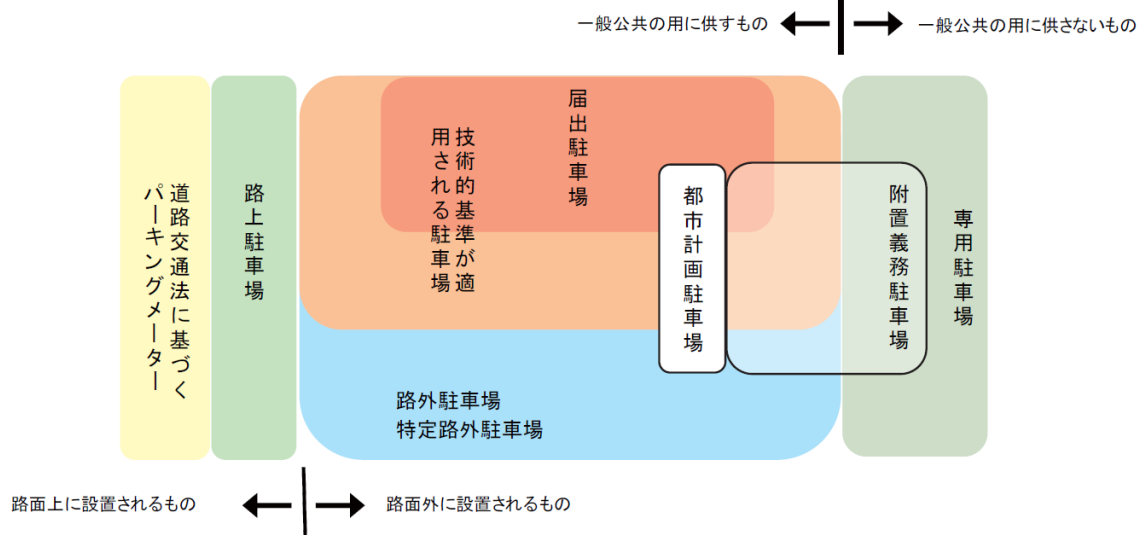 一般公共の用に供すもの
一般公共の用に供さないもの
道路交通法に基づく
パーキングメーター
路上駐車場
技術的基準が適
用される駐車場
届出駐車場
都市計画駐車場
附置義務駐車場
専用駐車場
路外駐車場
特定路外駐車場
路面上に設置されるもの
路面外に設置されるもの